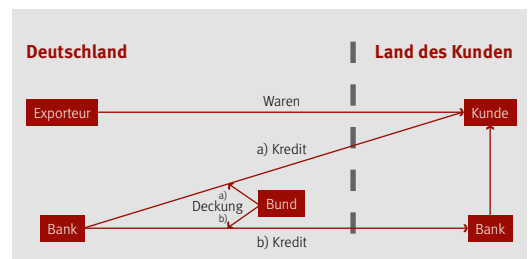 Deutschland
Land des Kunden
Waren
Exporteur
Kunde
a) Kredit
a)
Deckung
b)
Bund
Bank
Bank
b) Kredit